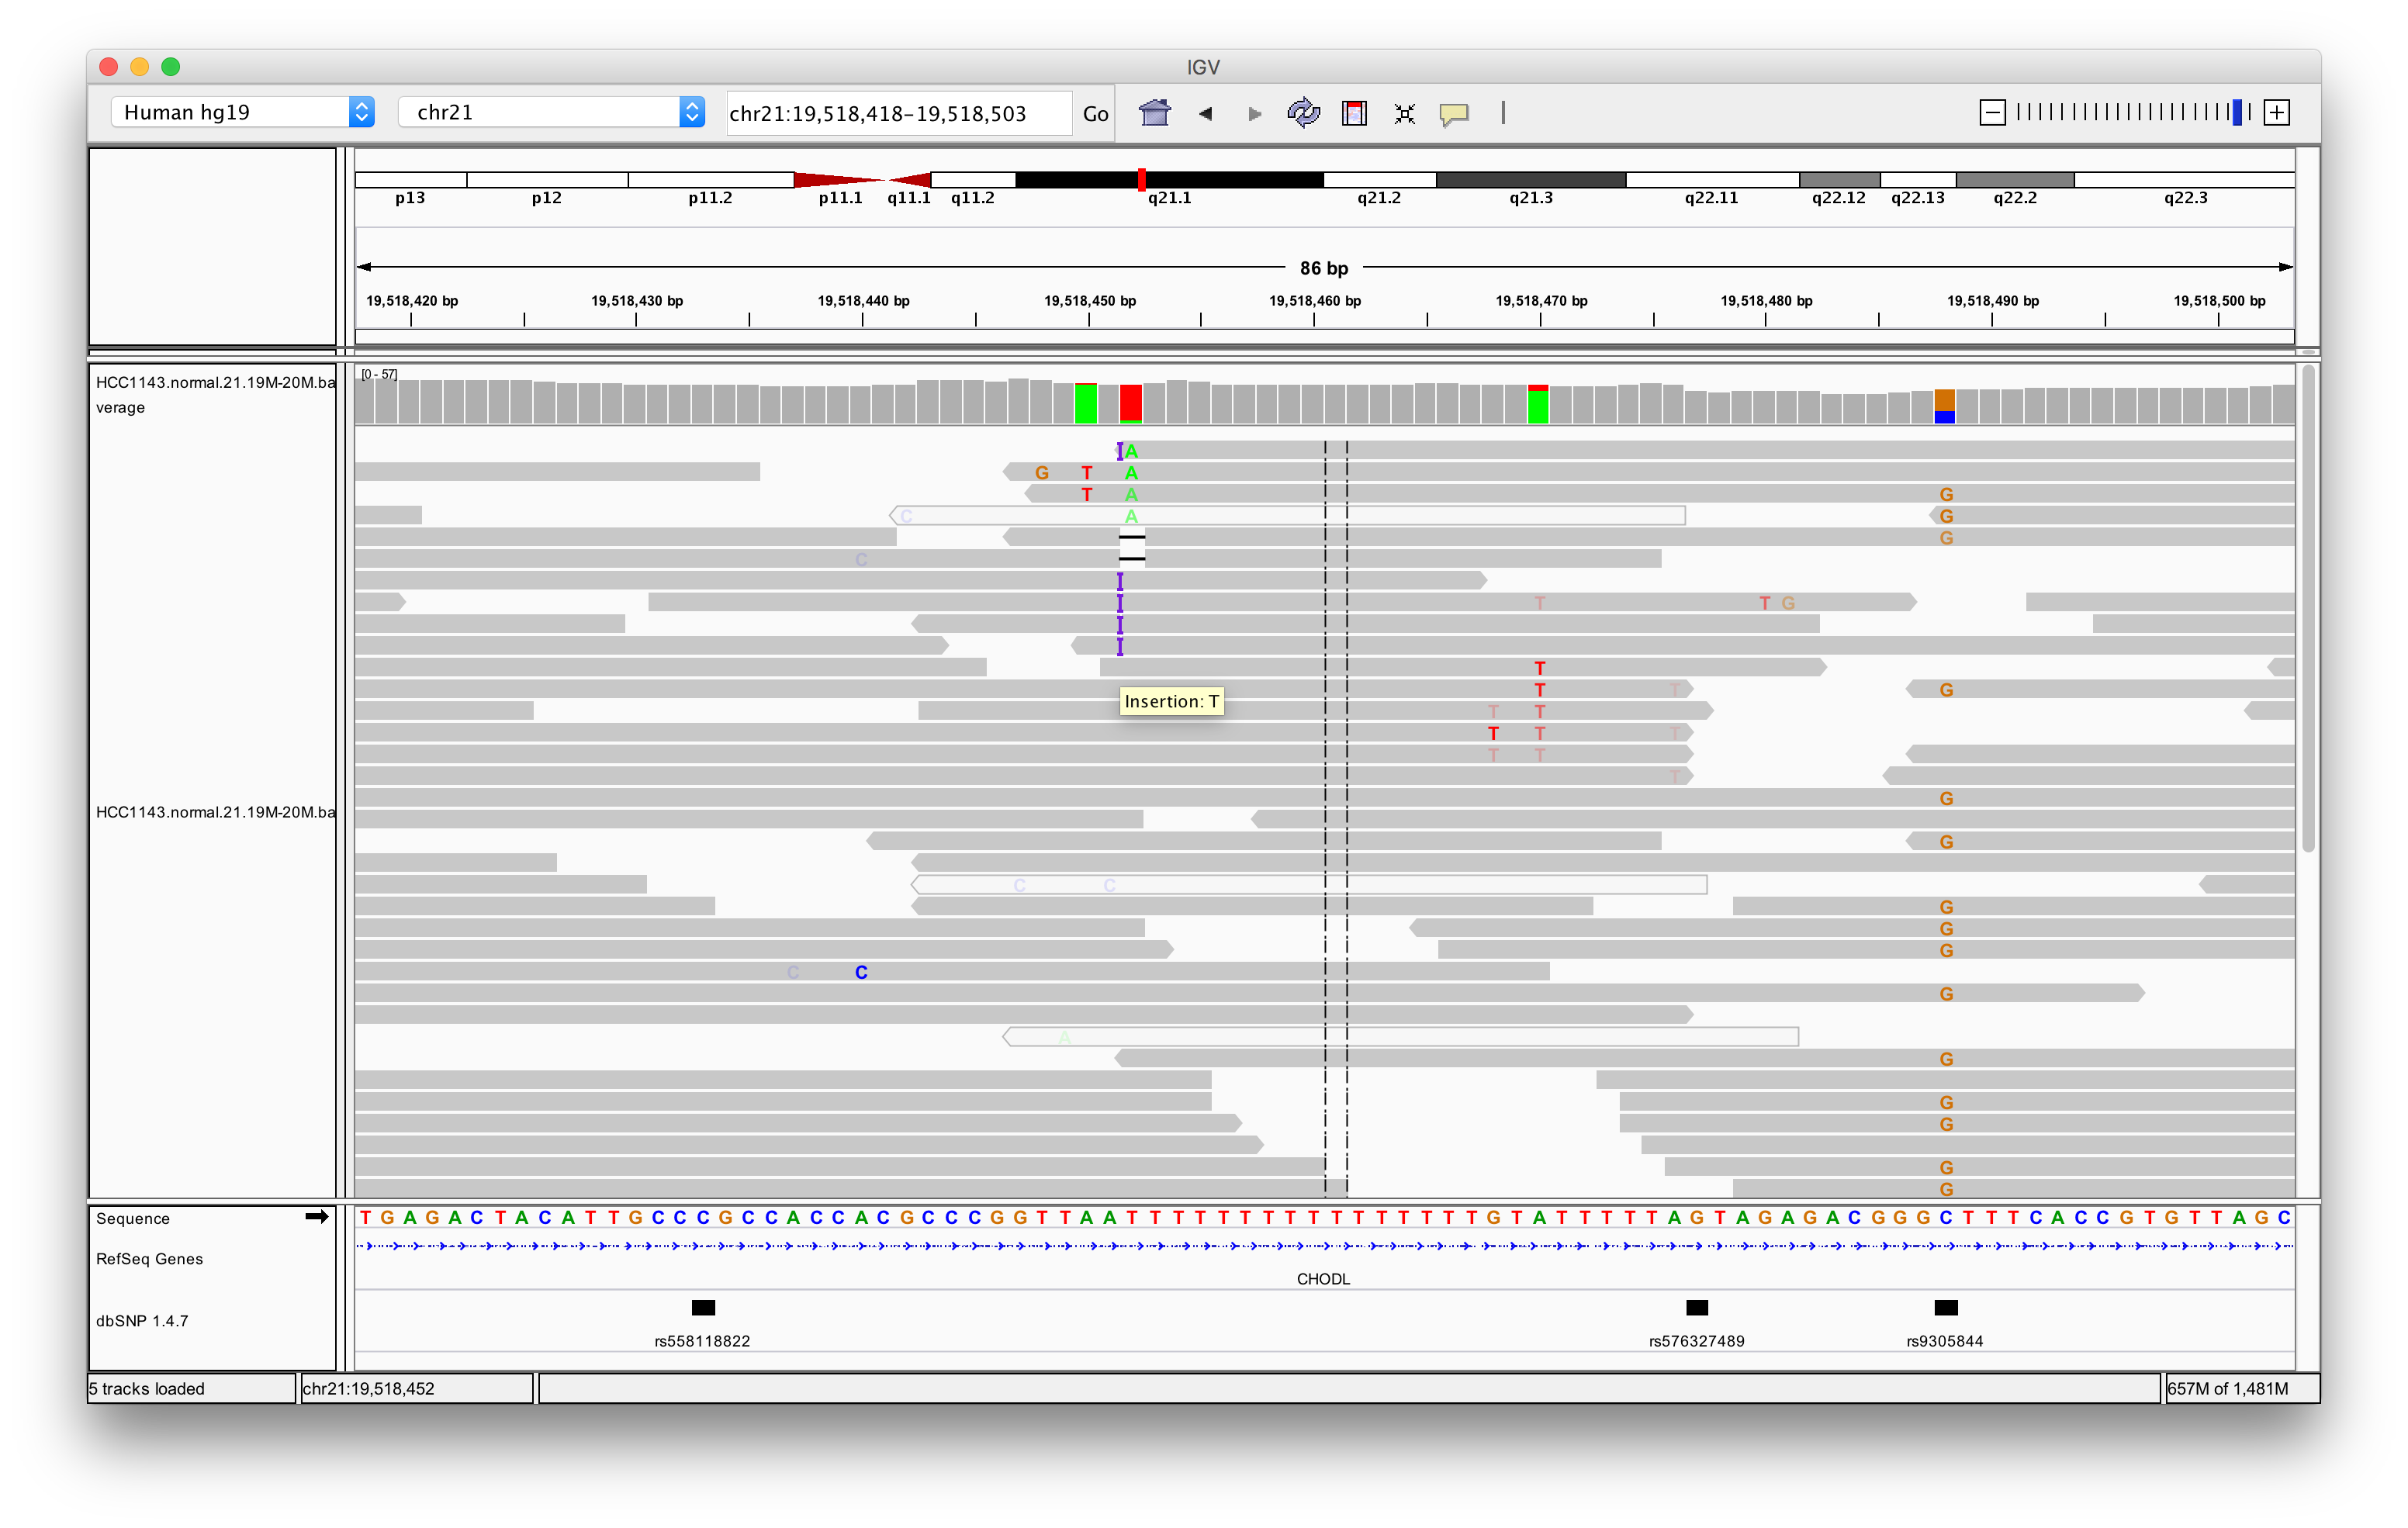 IGV
Human hg19 chr21 chr21:19,518,418-19,518,503 Go
p13 p12 p11.2 p11.1 q11.1 q11.2 q21.1 q21.2 q21.3 q22.11 q22.12 q22.13 q22.2 q22.3
86 bp
19,518,420 bp 19,518,430 bp 19,518,440 bp 19,518,450 bp 19,518,460 bp 19,518,470 bp 19,518,480 bp 19,518,490 bp 19,518,500 bp
HCC1143.normal.21.19M-20M.ba
verage
[0 - 57]
A
G T A
T A G
C A G
G
C
T T G
T
T T G
Insertion: T
T T
T T T
T T
T
G
HCC1143.normal.21.19M-20M.ba
G
C C
G
G
G
C C
G
A
G
G
G
G
G
Sequence
T G A G A C T A C A T T G C C C G C C A C C A C G C C C G G T T A A T T T T T T T T T T T T T T T T G T A T T T T T A G T A G A G A C G G G C T T T C A C C G T G T T A G C
RefSeq Genes
CHODL
dbSNP 1.4.7
rs558118822 rs576327489 rs9305844
5 tracks loaded chr21:19,518,452 657M of 1,481M